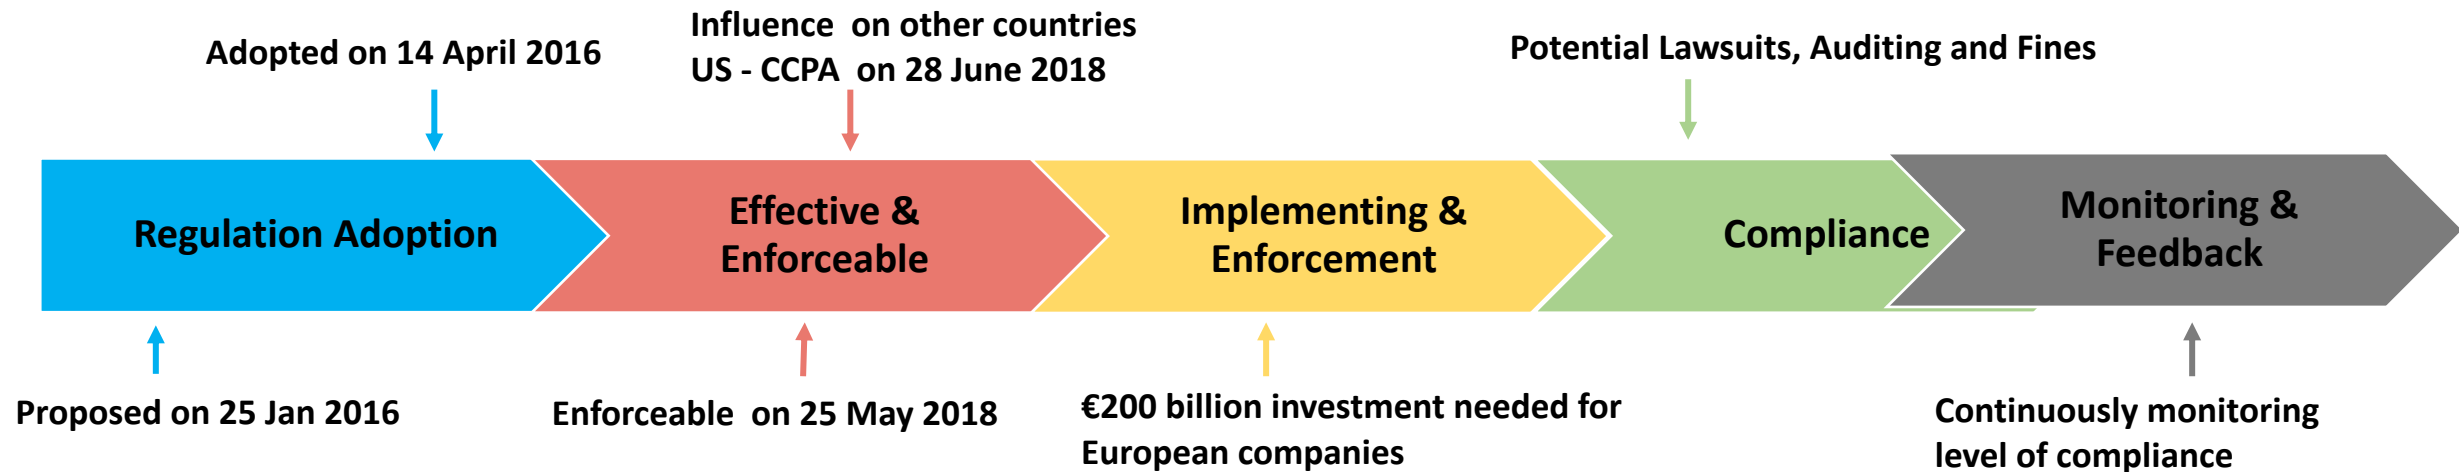 Adopted on 14 April 2016
Influence on other countries
US - CCPA on 28 June 2018
Potential Lawsuits, Auditing and Fines
Regulation Adoption
Effective &
Enforceable
Implementing &
Enforcement
Compliance
Monitoring &
Feedback
Proposed on 25 Jan 2016
Enforceable on 25 May 2018
€200 billion investment needed for
European companies
Continuously monitoring
level of compliance